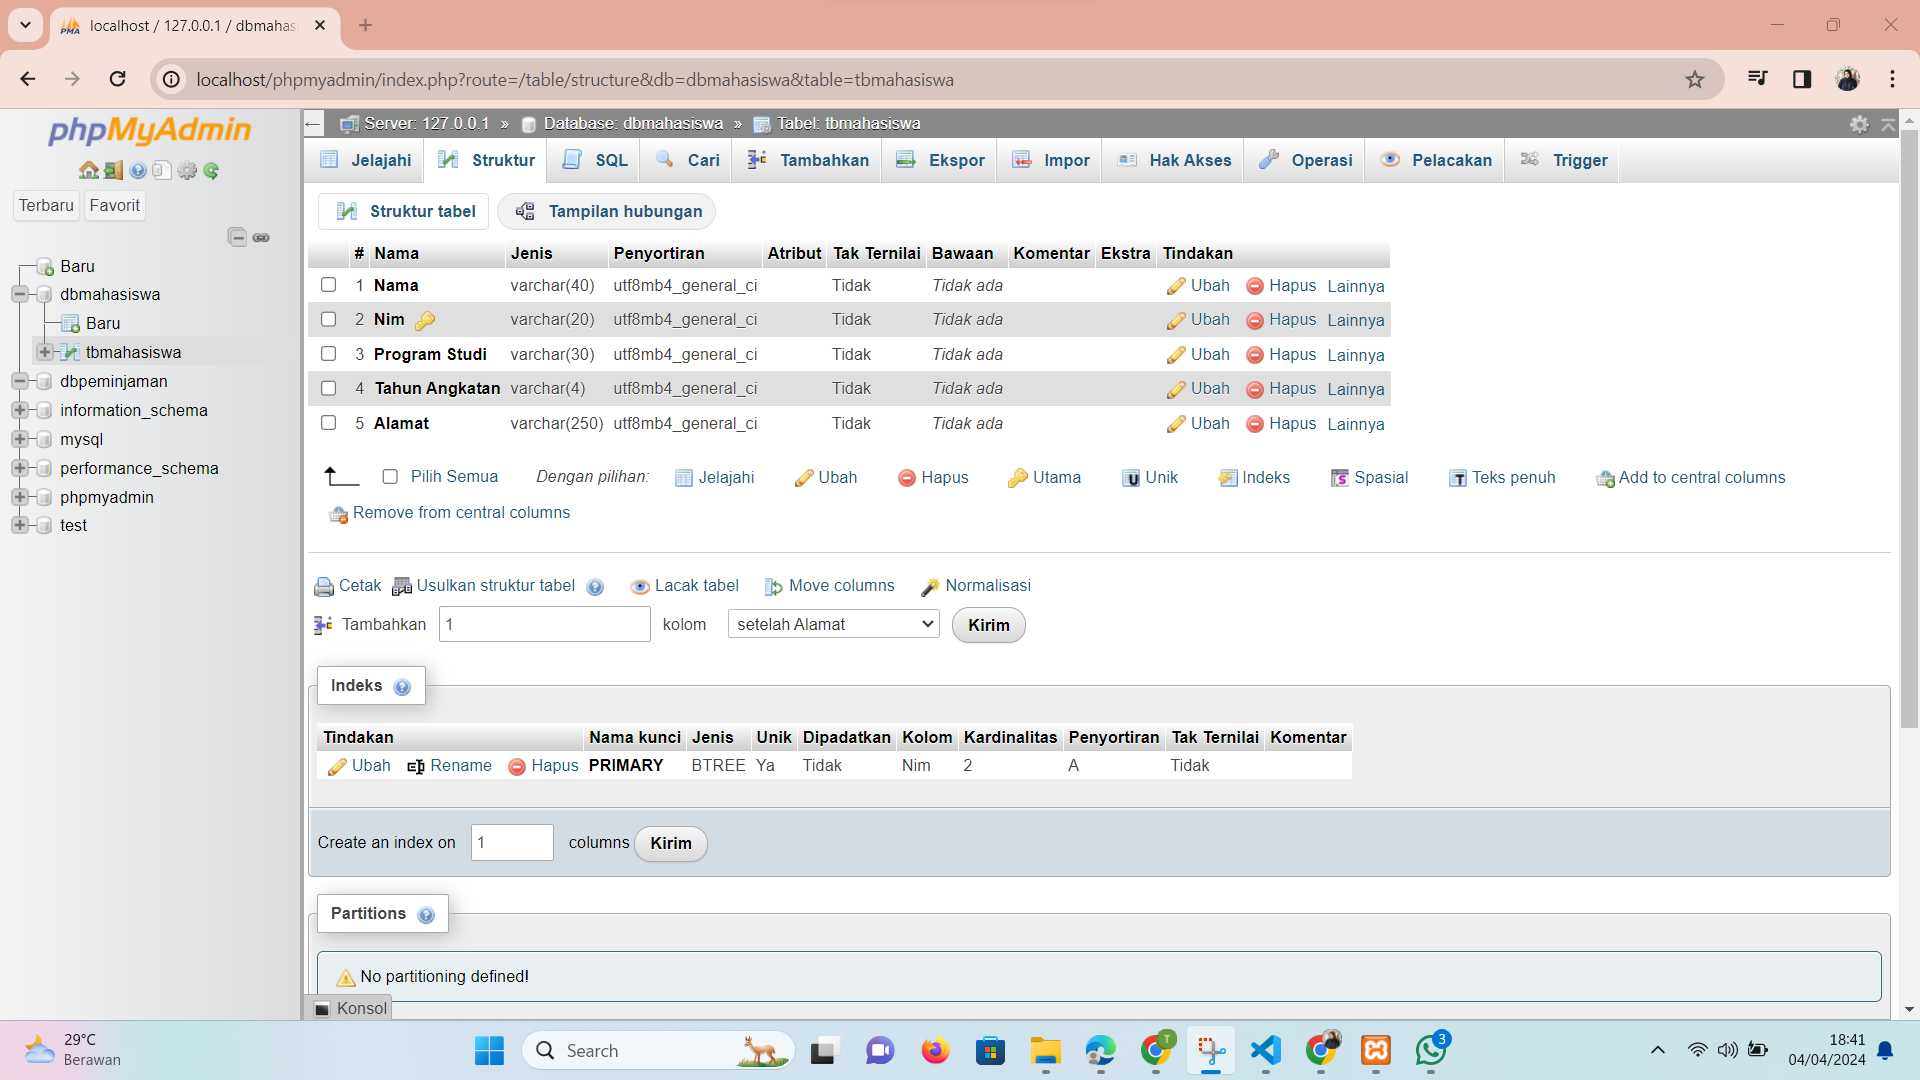 localhost / 127.0.0.1 / dbmahas
localhost/phpmyadmin/index.php?route=/table/structure&db=dbmahasiswa&table=tbmahasiswa
phpMyAdmin
Terbaru Favorit
Baru
dbmahasiswa
Baru
tbmahasiswa
dbpeminjaman
information_schema
mysql
performance_schema
phpmyadmin
test
Server: 127.0.0.1 » Database: dbmahasiswa » Tabel: tbmahasiswa
Jelajahi Struktur SQL Cari Tambahkan Ekspor Impor Hak Akses Operasi Pelacakan Trigger
Struktur tabel Tampilan hubungan
# Nama Jenis Penyortiran Atribut Tak Ternilai Bawaan Komentar Ekstra Tindakan
1 Nama varchar(40) utf8mb4_general_ci Tidak Tidak ada Ubah Hapus Lainnya
2 Nim varchar(20) utf8mb4_general_ci Tidak Tidak ada Ubah Hapus Lainnya
3 Program Studi varchar(30) utf8mb4_general_ci Tidak Tidak ada Ubah Hapus Lainnya
4 Tahun Angkatan varchar(4) utf8mb4_general_ci Tidak Tidak ada Ubah Hapus Lainnya
5 Alamat varchar(250) utf8mb4_general_ci Tidak Tidak ada Ubah Hapus Lainnya
Pilih Semua Dengan pilihan: Jelajahi Ubah Hapus Utama Unik Indeks Spasial Teks penuh Add to central columns
Remove from central columns
Cetak Usulkan struktur tabel Lacak tabel Move columns Normalisasi
Tambahkan 1 kolom setelah Alamat Kirim
Indeks
Tindakan Nama kunci Jenis Unik Dipadatkan Kolom Kardinalitas Penyortiran Tak Ternilai Komentar
Ubah Rename Hapus PRIMARY BTREE Ya Tidak Nim 2 A Tidak
Create an index on 1 columns Kirim
Partitions
No partitioning defined!
Konsol
29°C
Berawan
Search
T
3
18:41
04/04/2024